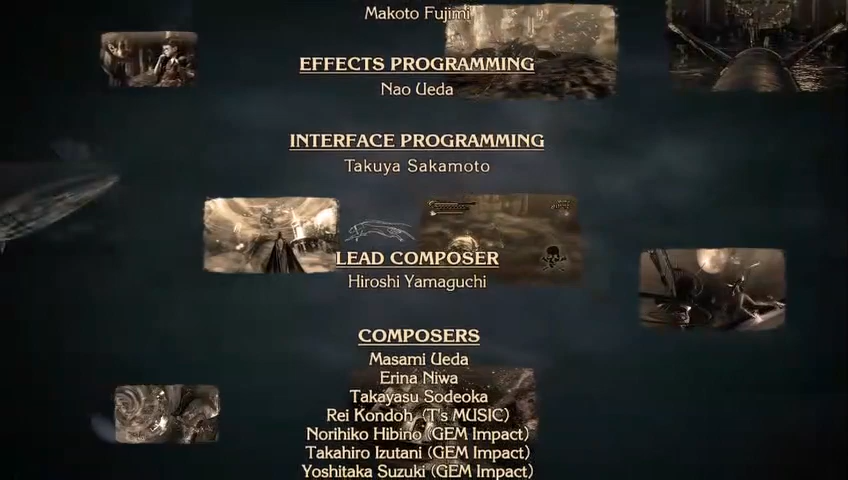 Makoto Fujimi
EFFECTS PROGRAMMING
Nao Ueda
INTERFACE PROGRAMMING
Takuya Sakamoto
LEAD COMPOSER
Hiroshi Yamaguchi
COMPOSERS
Masami Ueda
Erina Niwa
Takayasu Sodeoka
Rei Kondoh (T's MUSIC)
Norihiko Hibino (GEM Impact)
Takahiro Izutani (GEM Impact)
Yoshitaka Suzuki (GEM Impact)